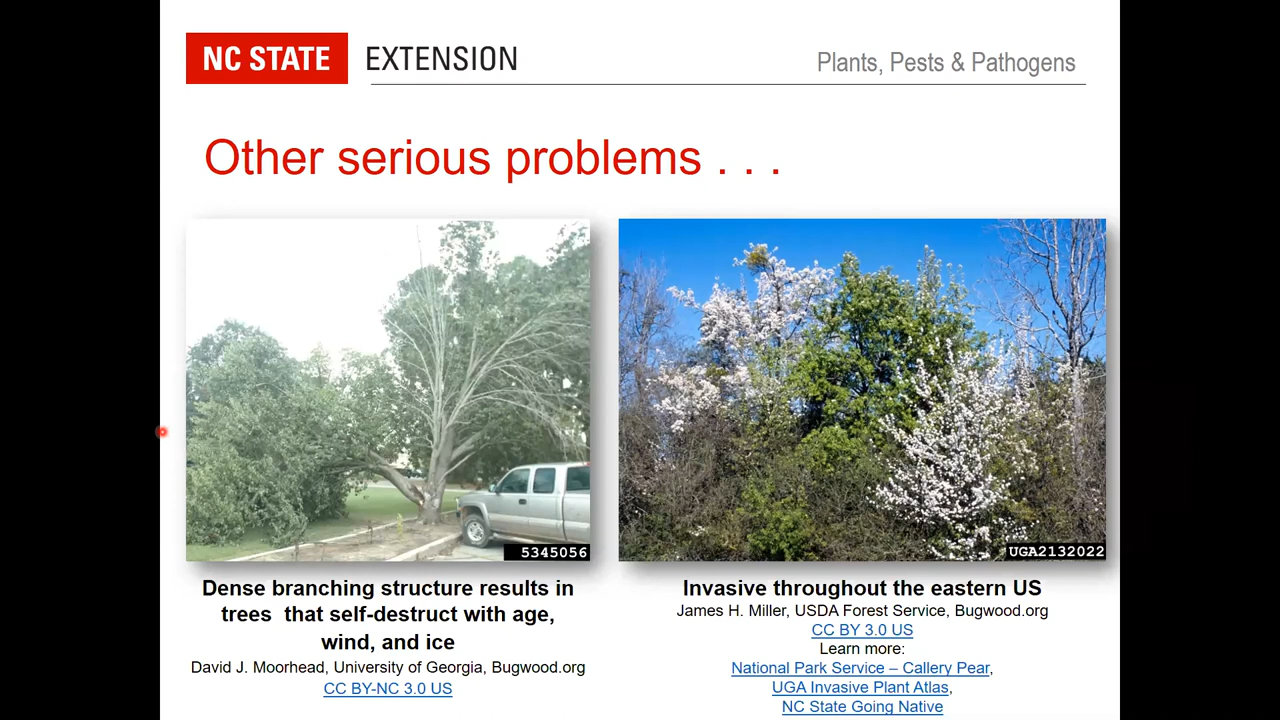 NC STATE EXTENSION
Plants, Pests & Pathogens
Other serious problems . . .
5345056
UGA2132022
Dense branching structure results in
trees that self-destruct with age,
wind, and ice
David J. Moorhead, University of Georgia, Bugwood.org
CC BY-NC 3.0 US
Invasive throughout the eastern US
James H. Miller, USDA Forest Service, Bugwood.org
CC BY 3.0 US
Learn more:
National Park Service – Callery Pear,
UGA Invasive Plant Atlas,
NC State Going Native